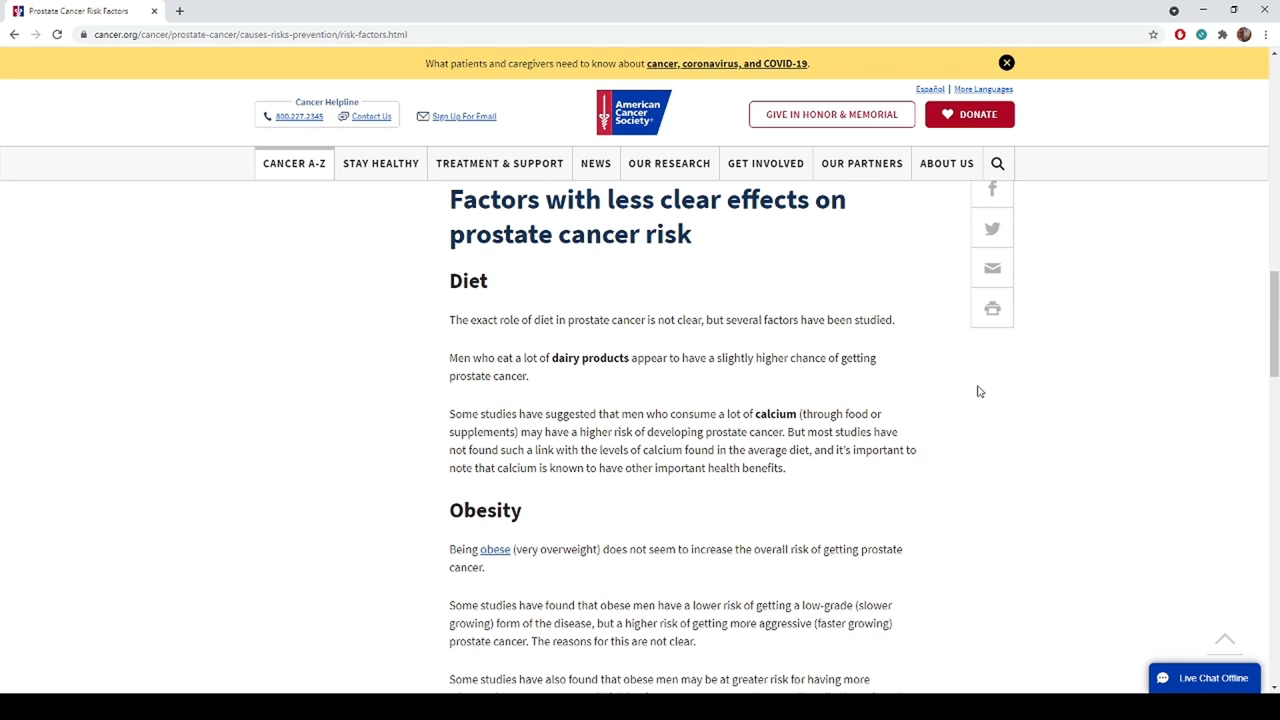 Prostate Cancer Risk Factors
cancer.org/cancer/prostate-cancer/causes-risks-prevention/risk-factors.html
What patients and caregivers need to know about cancer, coronavirus, and COVID-19.
Español | More Languages
Cancer Helpline
800.227.2345 Contact Us
Sign Up For Email
American
Cancer
Society®
GIVE IN HONOR & MEMORIAL
DONATE
CANCER A-Z STAY HEALTHY TREATMENT & SUPPORT NEWS OUR RESEARCH GET INVOLVED OUR PARTNERS ABOUT US
Factors with less clear effects on
prostate cancer risk
Diet
The exact role of diet in prostate cancer is not clear, but several factors have been studied.
Men who eat a lot of dairy products appear to have a slightly higher chance of getting
prostate cancer.
Some studies have suggested that men who consume a lot of calcium (through food or
supplements) may have a higher risk of developing prostate cancer. But most studies have
not found such a link with the levels of calcium found in the average diet, and it's important to
note that calcium is known to have other important health benefits.
Obesity
Being obese (very overweight) does not seem to increase the overall risk of getting prostate
cancer.
Some studies have found that obese men have a lower risk of getting a low-grade (slower
growing) form of the disease, but a higher risk of getting more aggressive (faster growing)
prostate cancer. The reasons for this are not clear.
Some studies have also found that obese men may be at greater risk for having more
Live Chat Offline